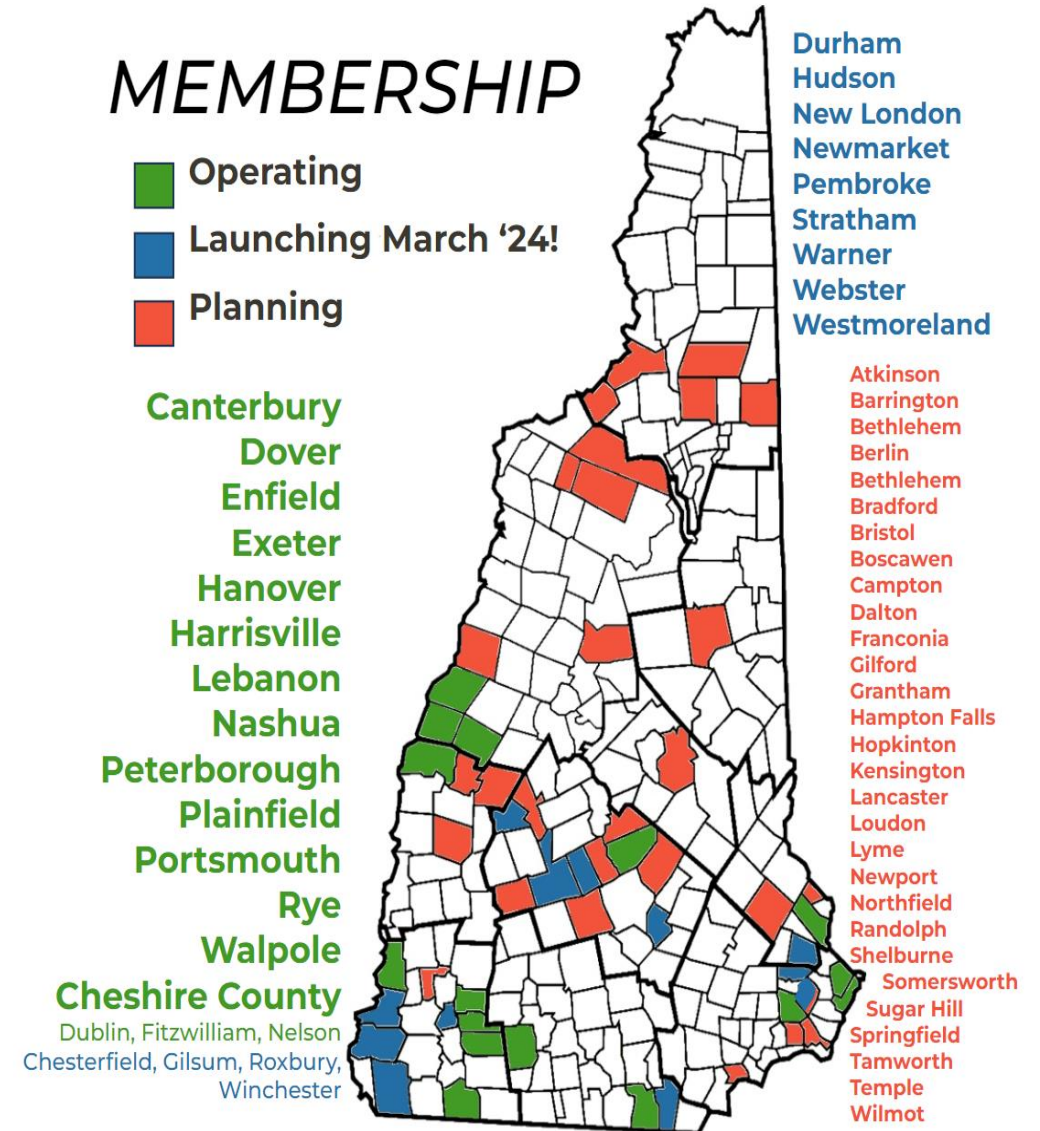 MEMBERSHIP
Operating
Launching March ‘24!
Planning
Canterbury
Dover
Enfield
Exeter
Hanover
Harrisville
Lebanon
Nashua
Peterborough
Plainfield
Portsmouth
Rye
Walpole
Cheshire County
Dublin, Fitzwilliam, Nelson
Chesterfield, Gilsum, Roxbury,
Winchester
Durham
Hudson
New London
Newmarket
Pembroke
Stratham
Warner
Webster
Westmoreland
Atkinson
Barrington
Bethlehem
Berlin
Bethlehem
Bradford
Bristol
Boscawen
Campton
Dalton
Franconia
Gilford
Grantham
Hampton Falls
Hopkinton
Kensington
Lancaster
Loudon
Lyme
Newport
Northfield
Randolph
Shelburne
Somersworth
Sugar Hill
Springfield
Tamworth
Temple
Wilmot